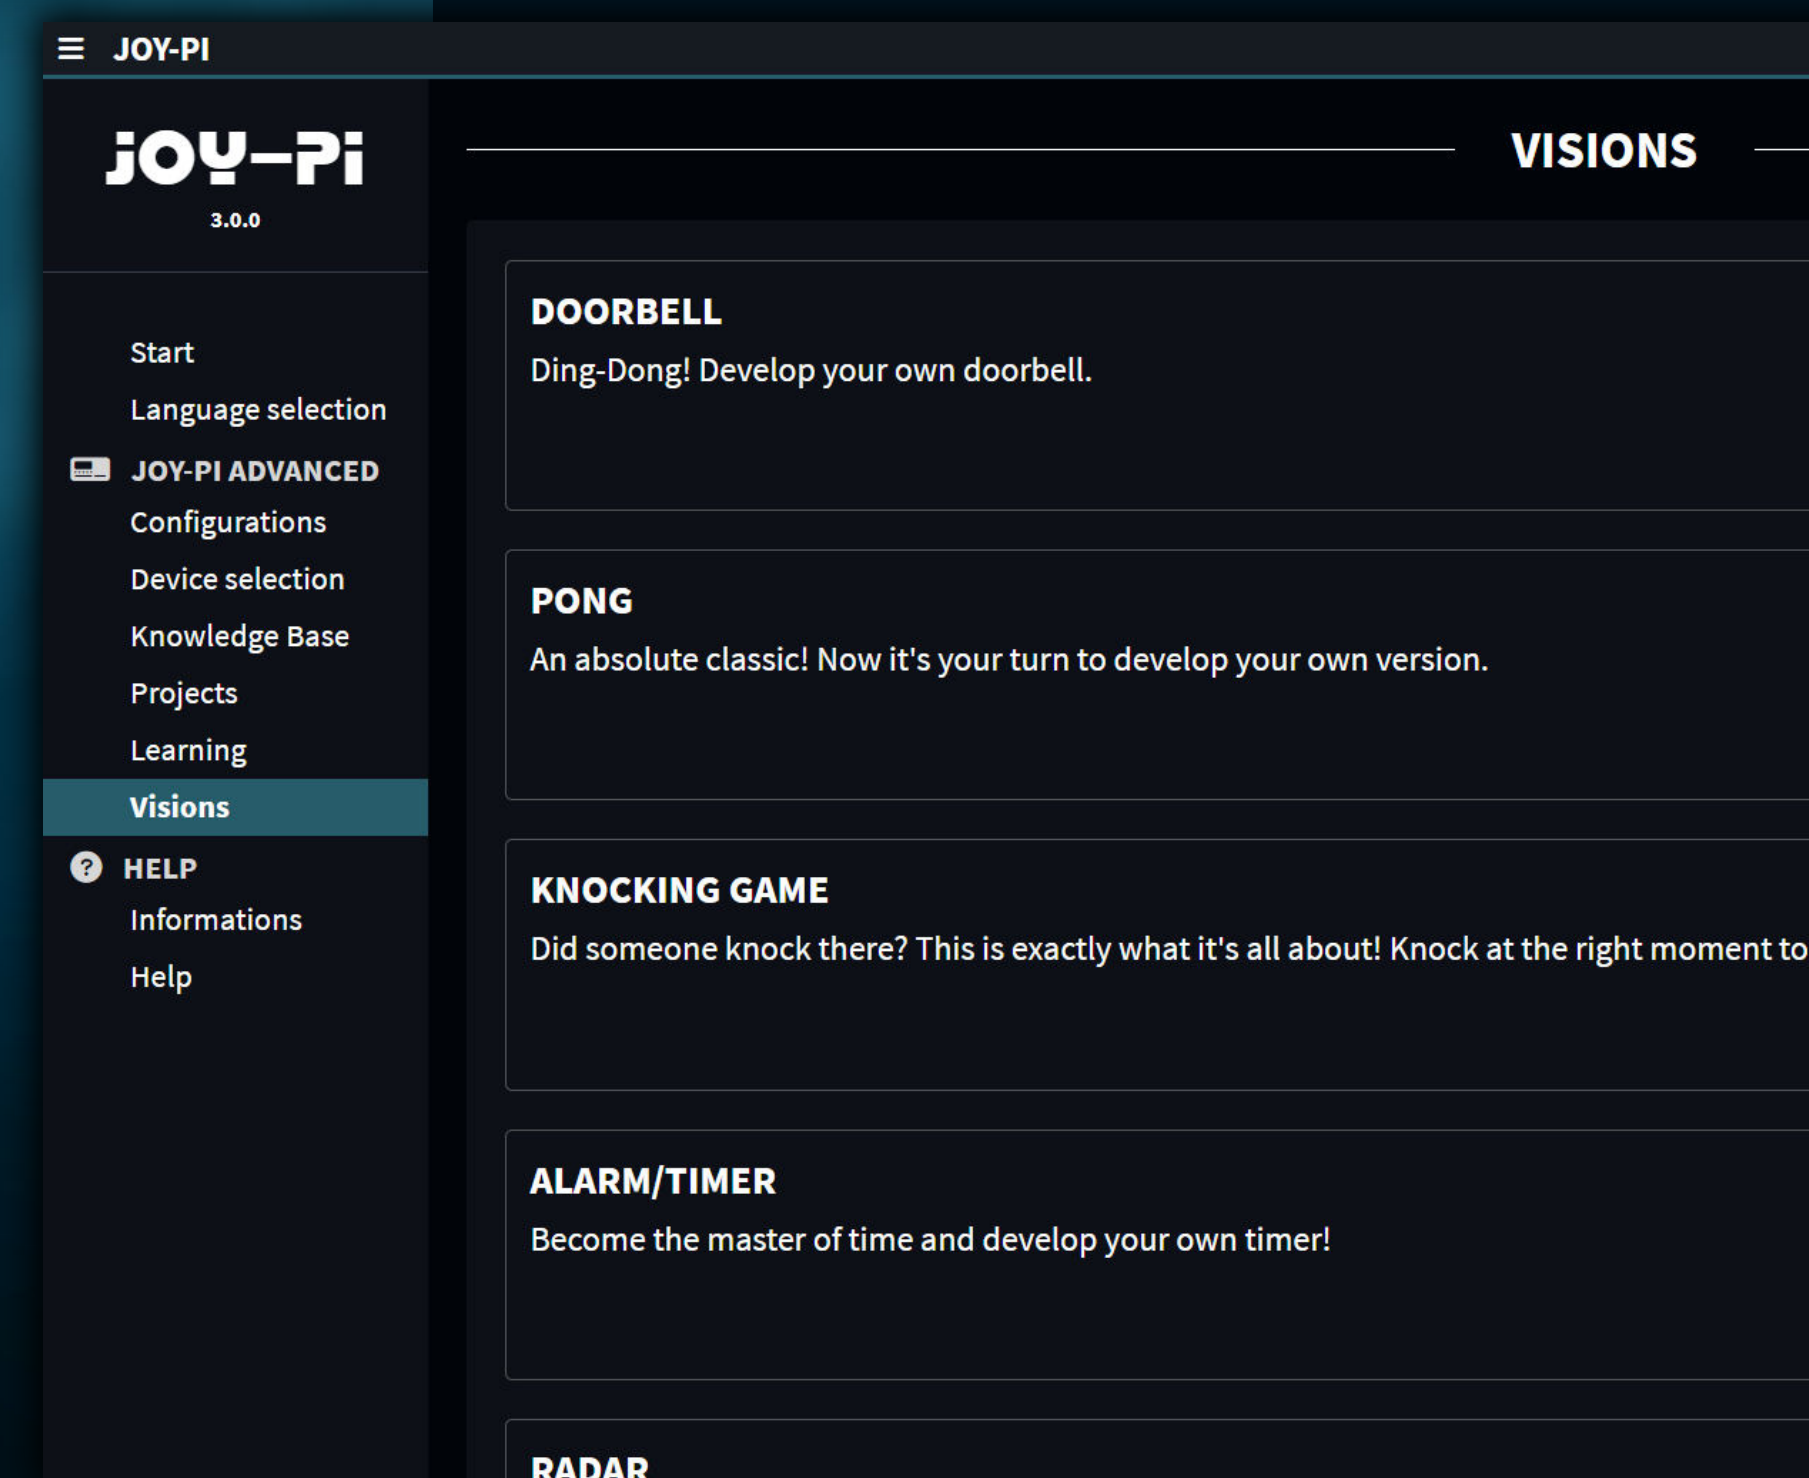 JOY-PI
JOY-Pi
3.0.0
Start
Language selection
JOY-PI ADVANCED
Configurations
Device selection
Knowledge Base
Projects
Learning
Visions
HELP
Informations
Help
VISIONS
DOORBELL
Ding-Dong! Develop your own doorbell.
PONG
An absolute classic! Now it's your turn to develop your own version.
KNOCKING GAME
Did someone knock there? This is exactly what it's all about! Knock at the right moment to
ALARM/TIMER
Become the master of time and develop your own timer!
RADAR